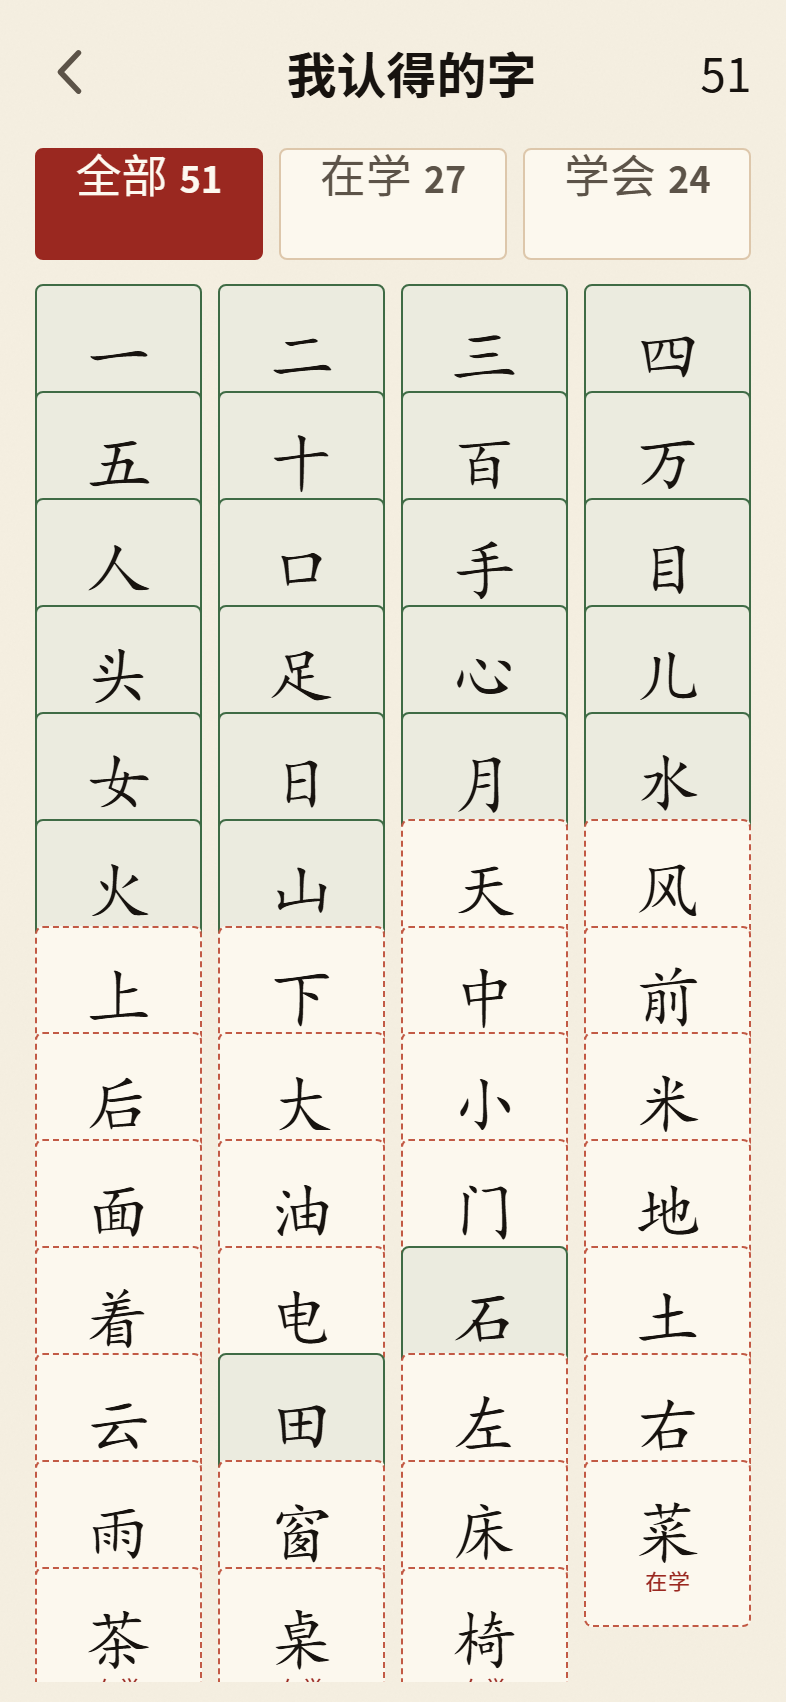 我认得的字 51
全部 51 在学 27 学会 24
一 二 三 四
五 十 百 万
人 口 手 目
头 足 心 儿
女 日 月 水
火 山 天 风
上 下 中 前
后 大 小 米
面 油 门 地
着 电 石 土
云 田 左 右
雨 窗 床 菜
在学
茶 桌 椅